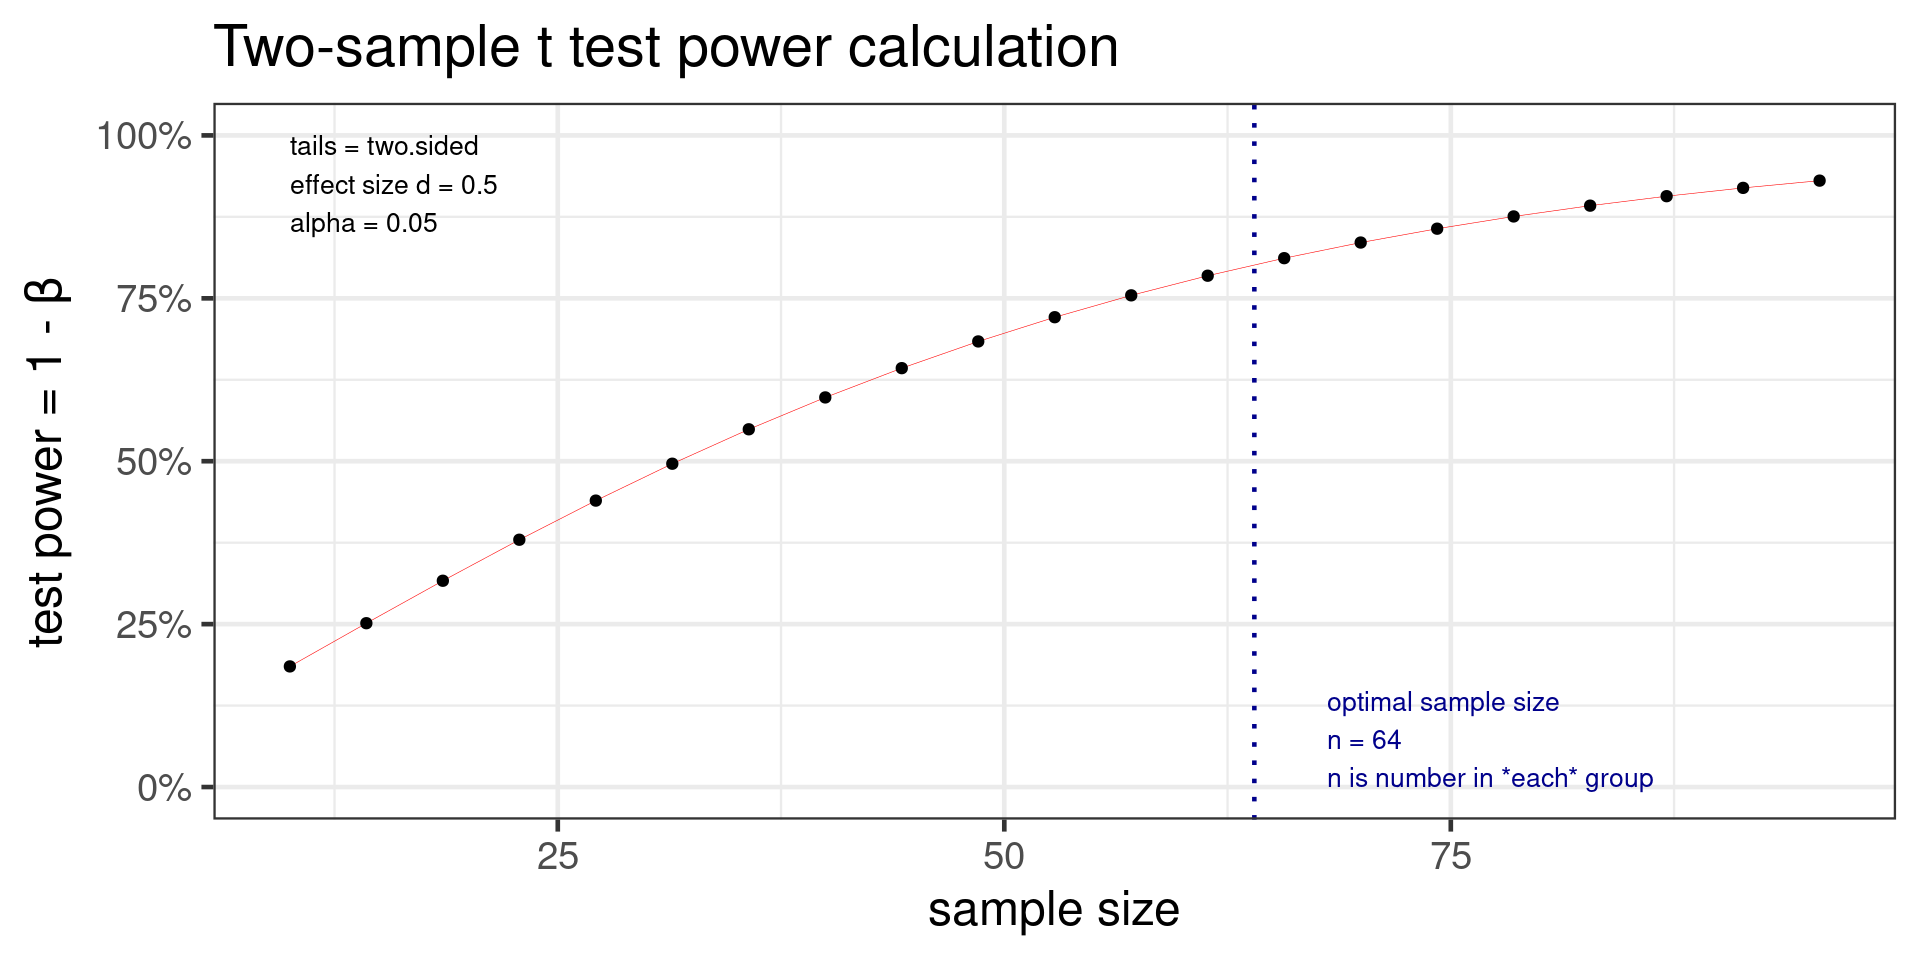 Two-sample t test power calculation
100%
75%
50%
25%
0%
test power = 1 - β
tails = two.sided
effect size d = 0.5
alpha = 0.05
optimal sample size
n = 64
n is number in *each* group
25
50
75
sample size